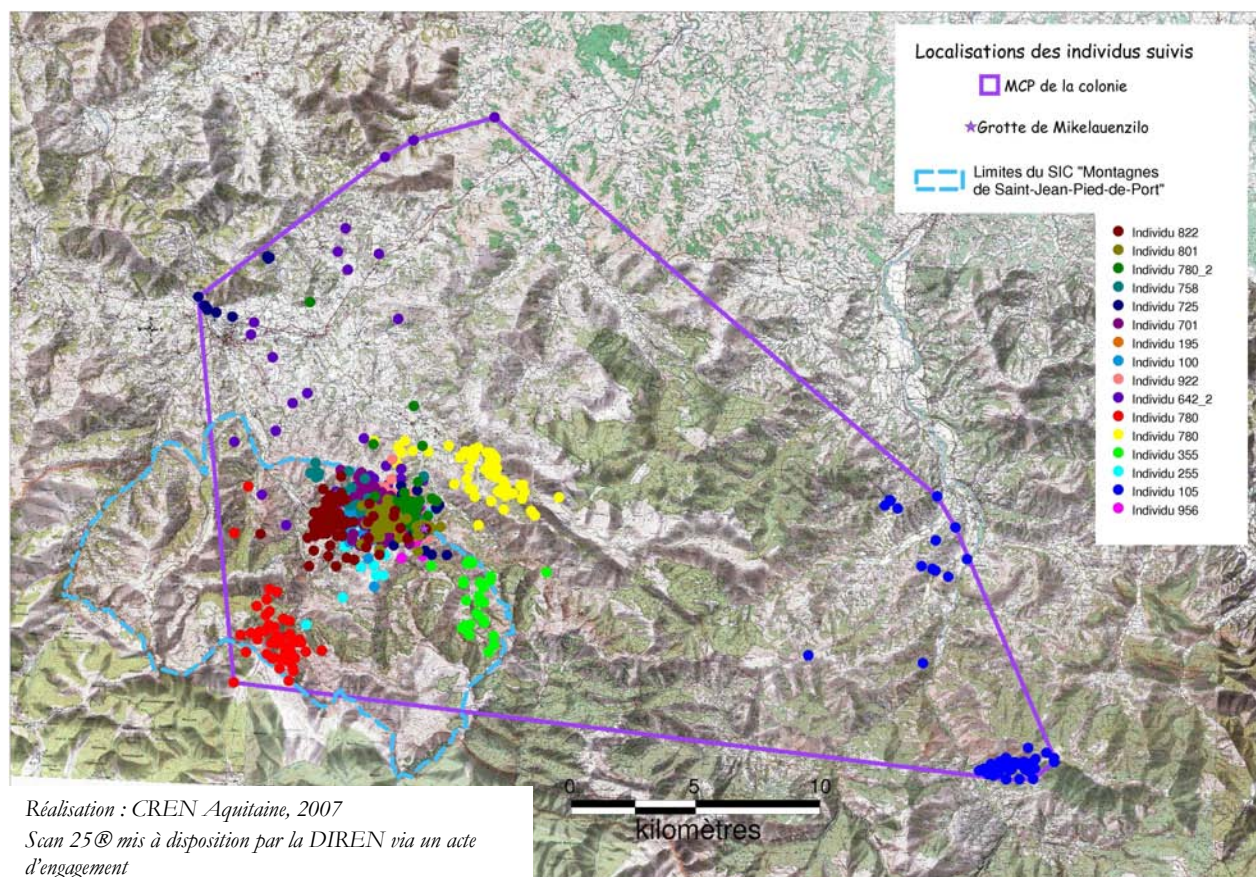 Localisations des individus suivis
MCP de la colonie
Grotte de Mikelauenzilo
Limites du SIC "Montagnes
de Saint-Jean-Pied-de-Port"
Individu 822
Individu 801
Individu 780_2
Individu 758
Individu 725
Individu 701
Individu 195
Individu 100
Individu 922
Individu 642_2
Individu 780
Individu 780
Individu 355
Individu 255
Individu 105
Individu 956
0 5 10
kilomètres
Réalisation : CREN Aquitaine, 2007
Scan 25® mis à disposition par la DIREN via un acte
d'engagement